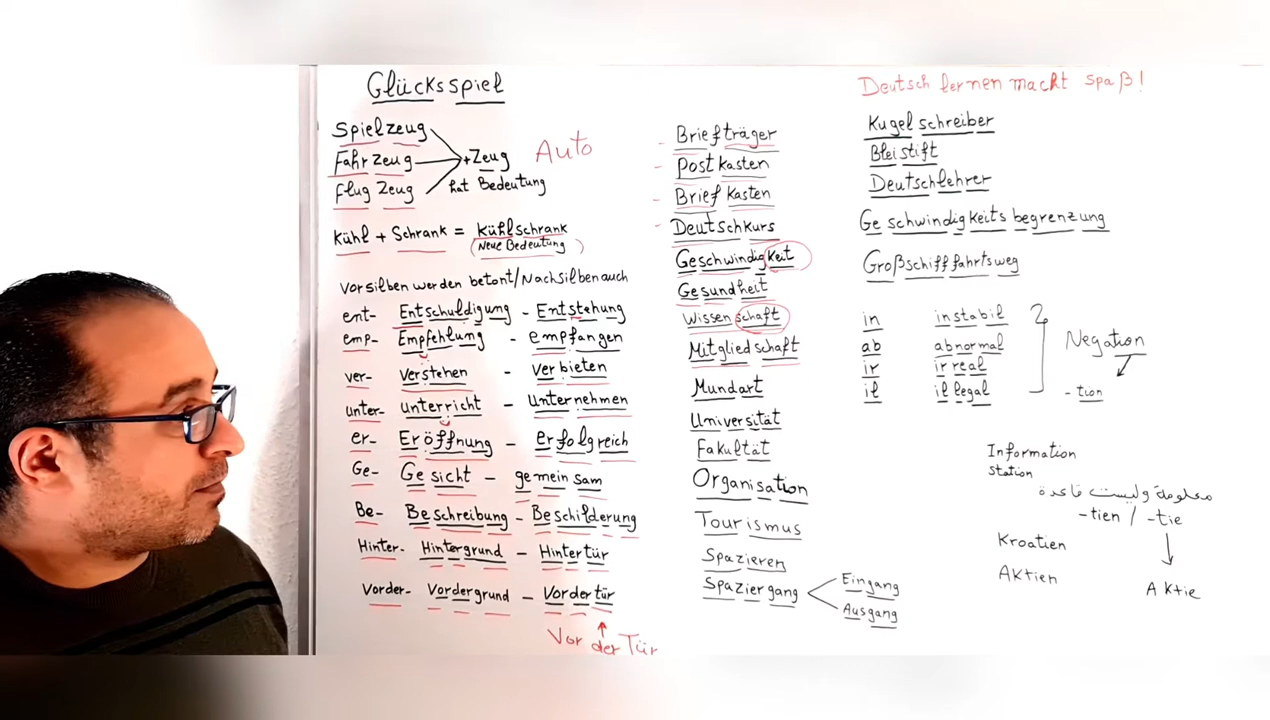 Glücksspiel
Spielzeug
Fahrzeug
Flug Zeug
+Zeug
hat Bedeutung
Auto
Kühl + Schrank = Kühlschrank
(Neue Bedeutung)
Vorsilben werden betont/Nachsilben auch
ent- Entschuldigung - Entstehung
emp- Empfehlung - empfangen
ver- verstehen - verbieten
unter- unterricht - Unternehmen
er- Eröffnung - erfolgreich
Ge- Gesicht - gemeinsam
Be- Beschreibung - Beschilderung
Hinter- Hintergrund - Hintertür
Vorder- Vordergrund - Vordertür
Vor der Tür
- Briefträger
- Postkasten
- Briefkasten
- Deutschkurs
Geschwindigkeit
Gesundheit
Wissenschaft
Mitgliedschaft
Mundart
Universität
Fakultät
Organisation
Tourismus
Spazieren
Spaziergang
Eingang
Ausgang
Deutsch lernen macht spaß!
Kugelschreiber
Bleistift
Deutschlehrer
Geschwindigkeitsbegrenzung
Großschifffahrtsweg
in instabil
ab abnormal
ir irreal
il illegal
Negation
-tion
Information
Station
معلومة وليست قاعدة
-tien / -tie
Kroatien
Aktien
Aktie